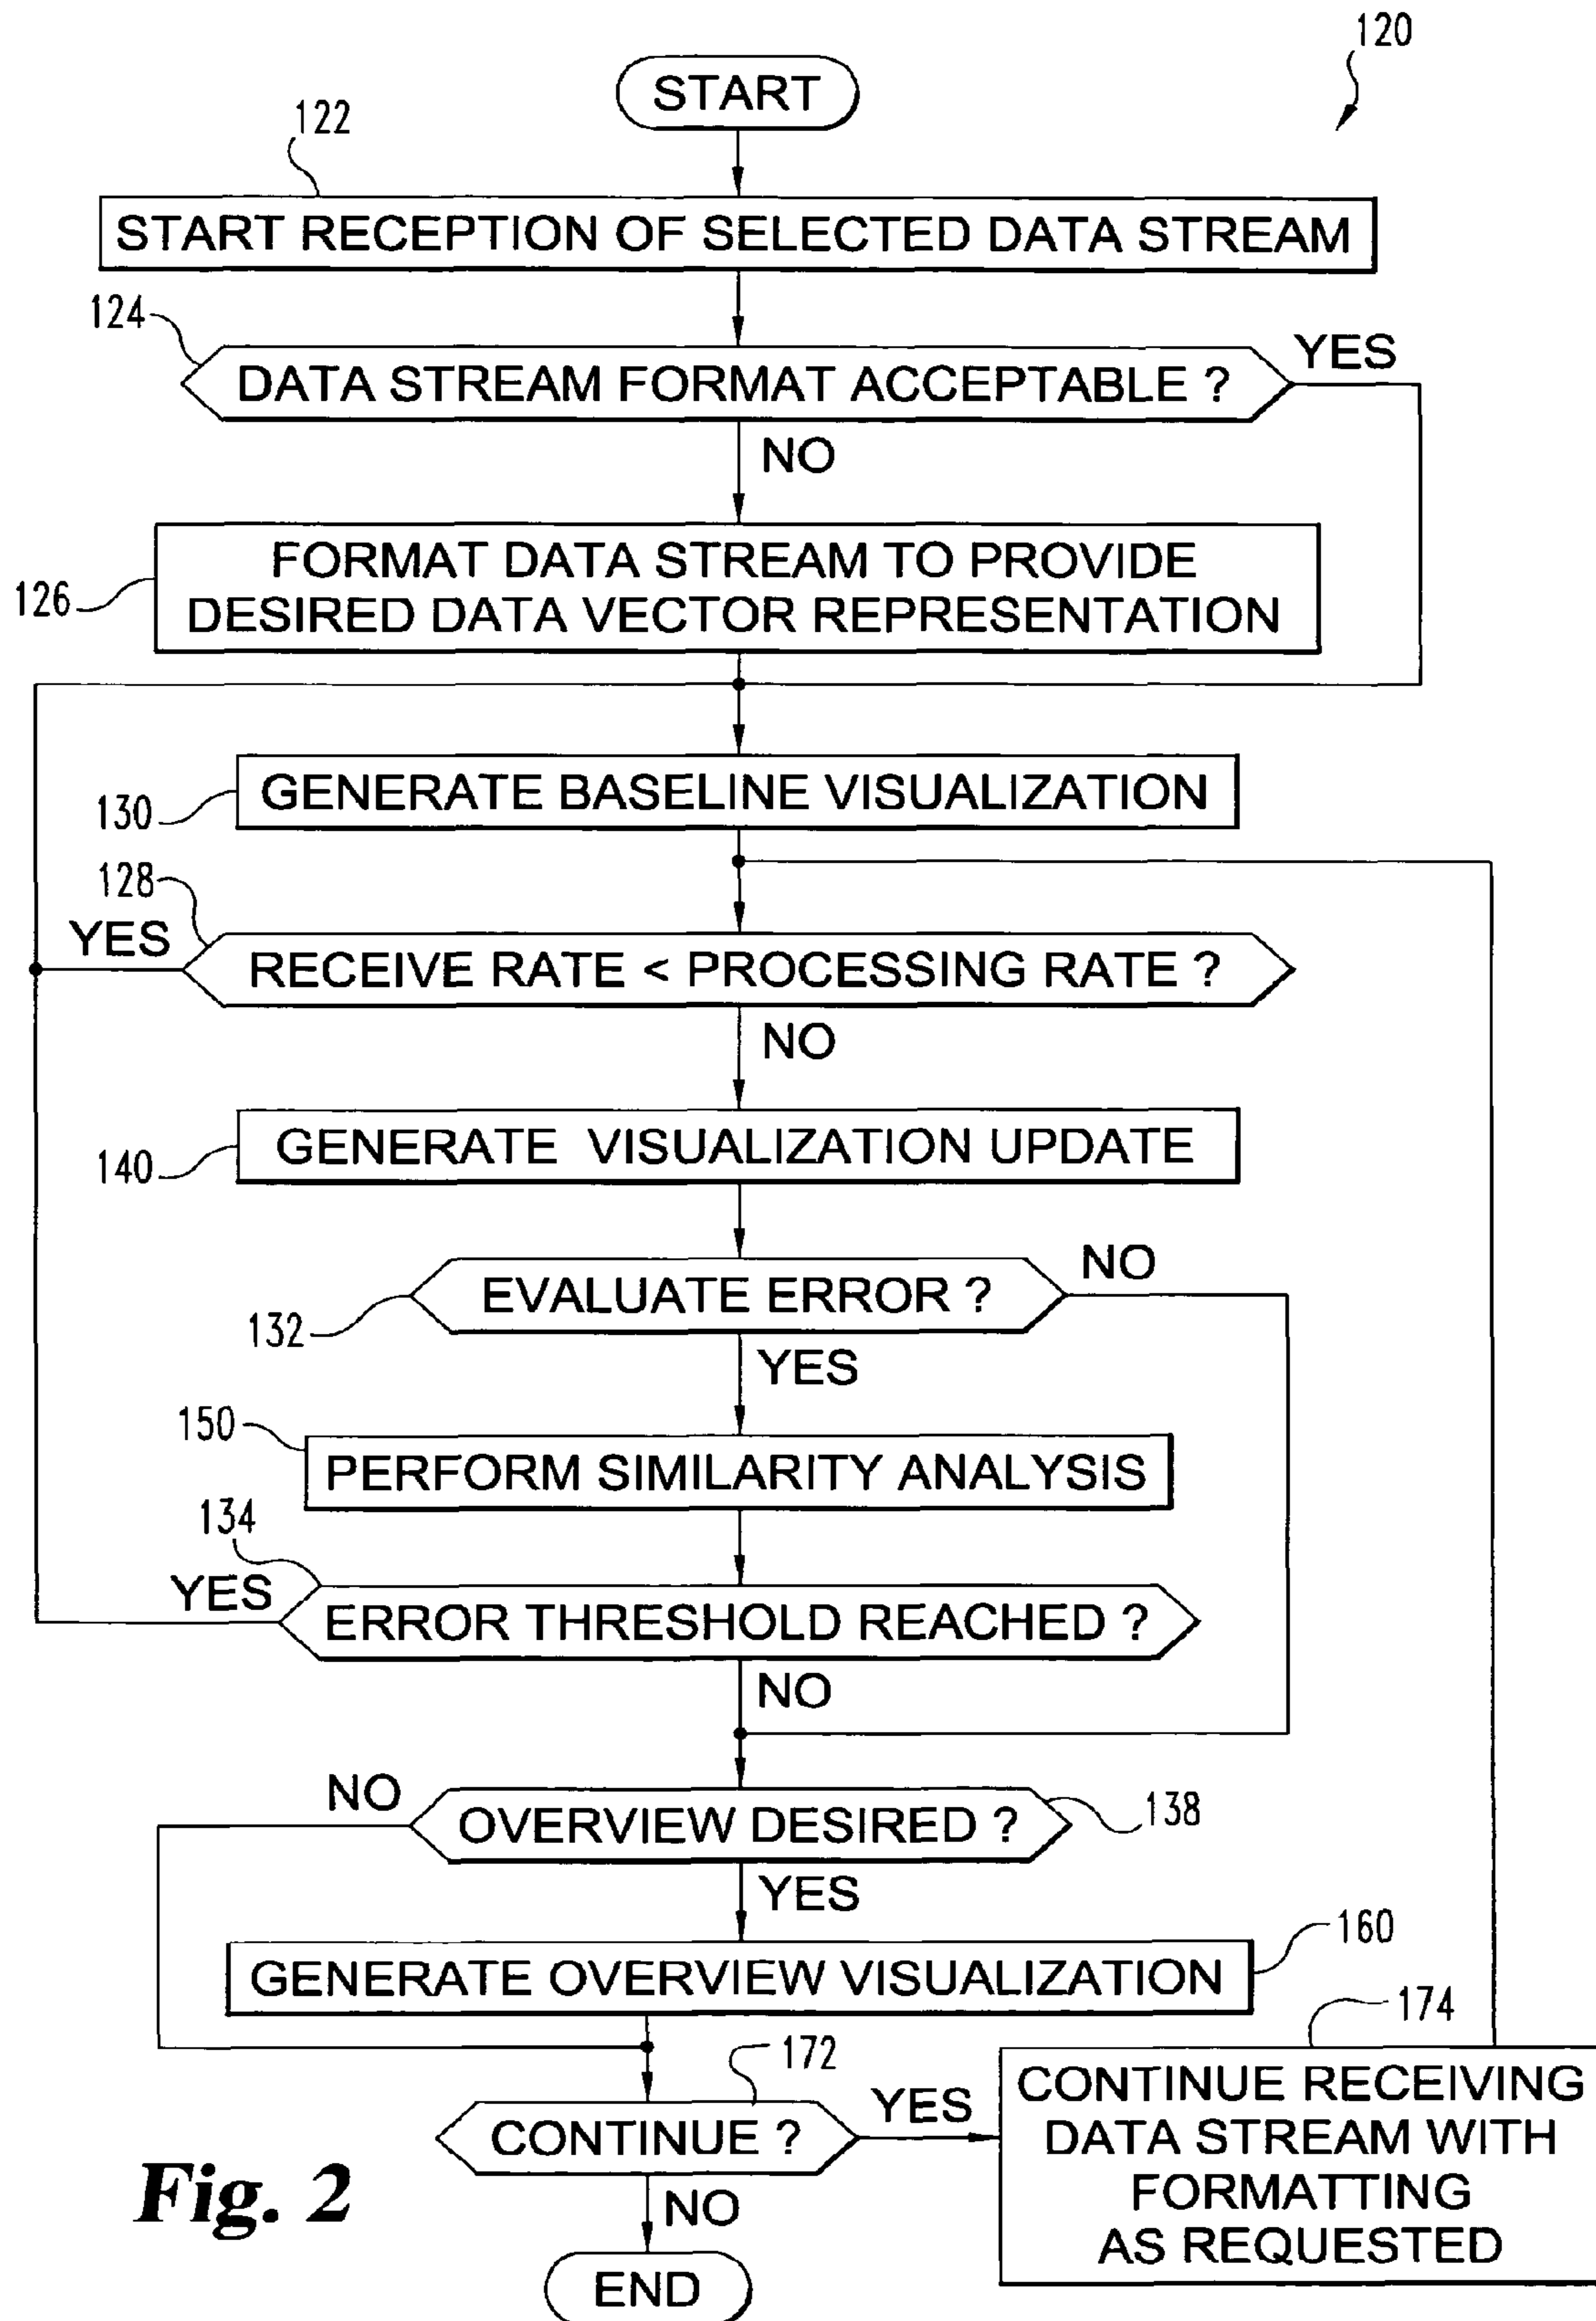 120
START
122
START RECEPTION OF SELECTED DATA STREAM
124
DATA STREAM FORMAT ACCEPTABLE ?
YES
NO
FORMAT DATA STREAM TO PROVIDE
DESIRED DATA VECTOR REPRESENTATION
126
130
GENERATE BASELINE VISUALIZATION
128
YES
RECEIVE RATE < PROCESSING RATE ?
NO
140
GENERATE VISUALIZATION UPDATE
132
EVALUATE ERROR ?
NO
YES
150
PERFORM SIMILARITY ANALYSIS
134
YES
ERROR THRESHOLD REACHED ?
NO
NO
OVERVIEW DESIRED ?
138
YES
160
GENERATE OVERVIEW VISUALIZATION
172
CONTINUE ?
YES
174
CONTINUE RECEIVING
DATA STREAM WITH
FORMATTING
AS REQUESTED
NO
END
Fig. 2